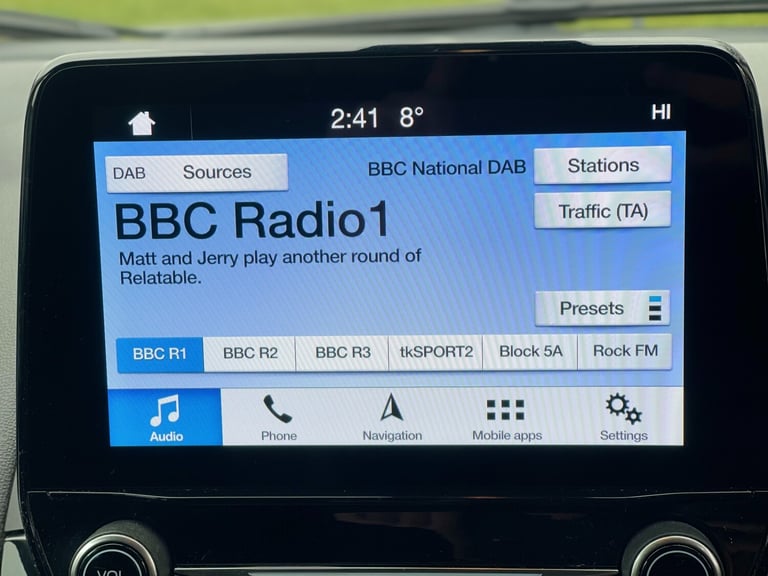 2:41 8° HI
DAB Sources BBC National DAB Stations
BBC Radio1 Traffic (TA)
Matt and Jerry play another round of
Relatable.
Presets
BBC R1 BBC R2 BBC R3 tkSPORT2 Block 5A Rock FM
Audio Phone Navigation Mobile apps Settings
VOL